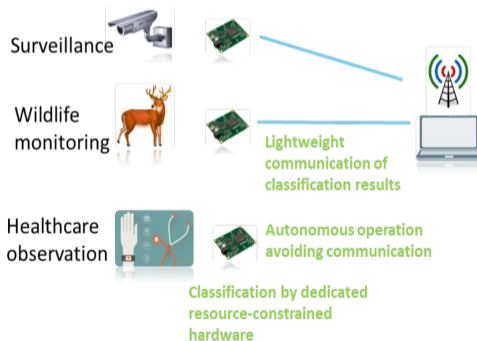 Surveillance
Wildlife
monitoring
Lightweight
communication of
classification results
Healthcare
observation
Autonomous operation
avoiding communication
Classification by dedicated
resource-constrained
hardware